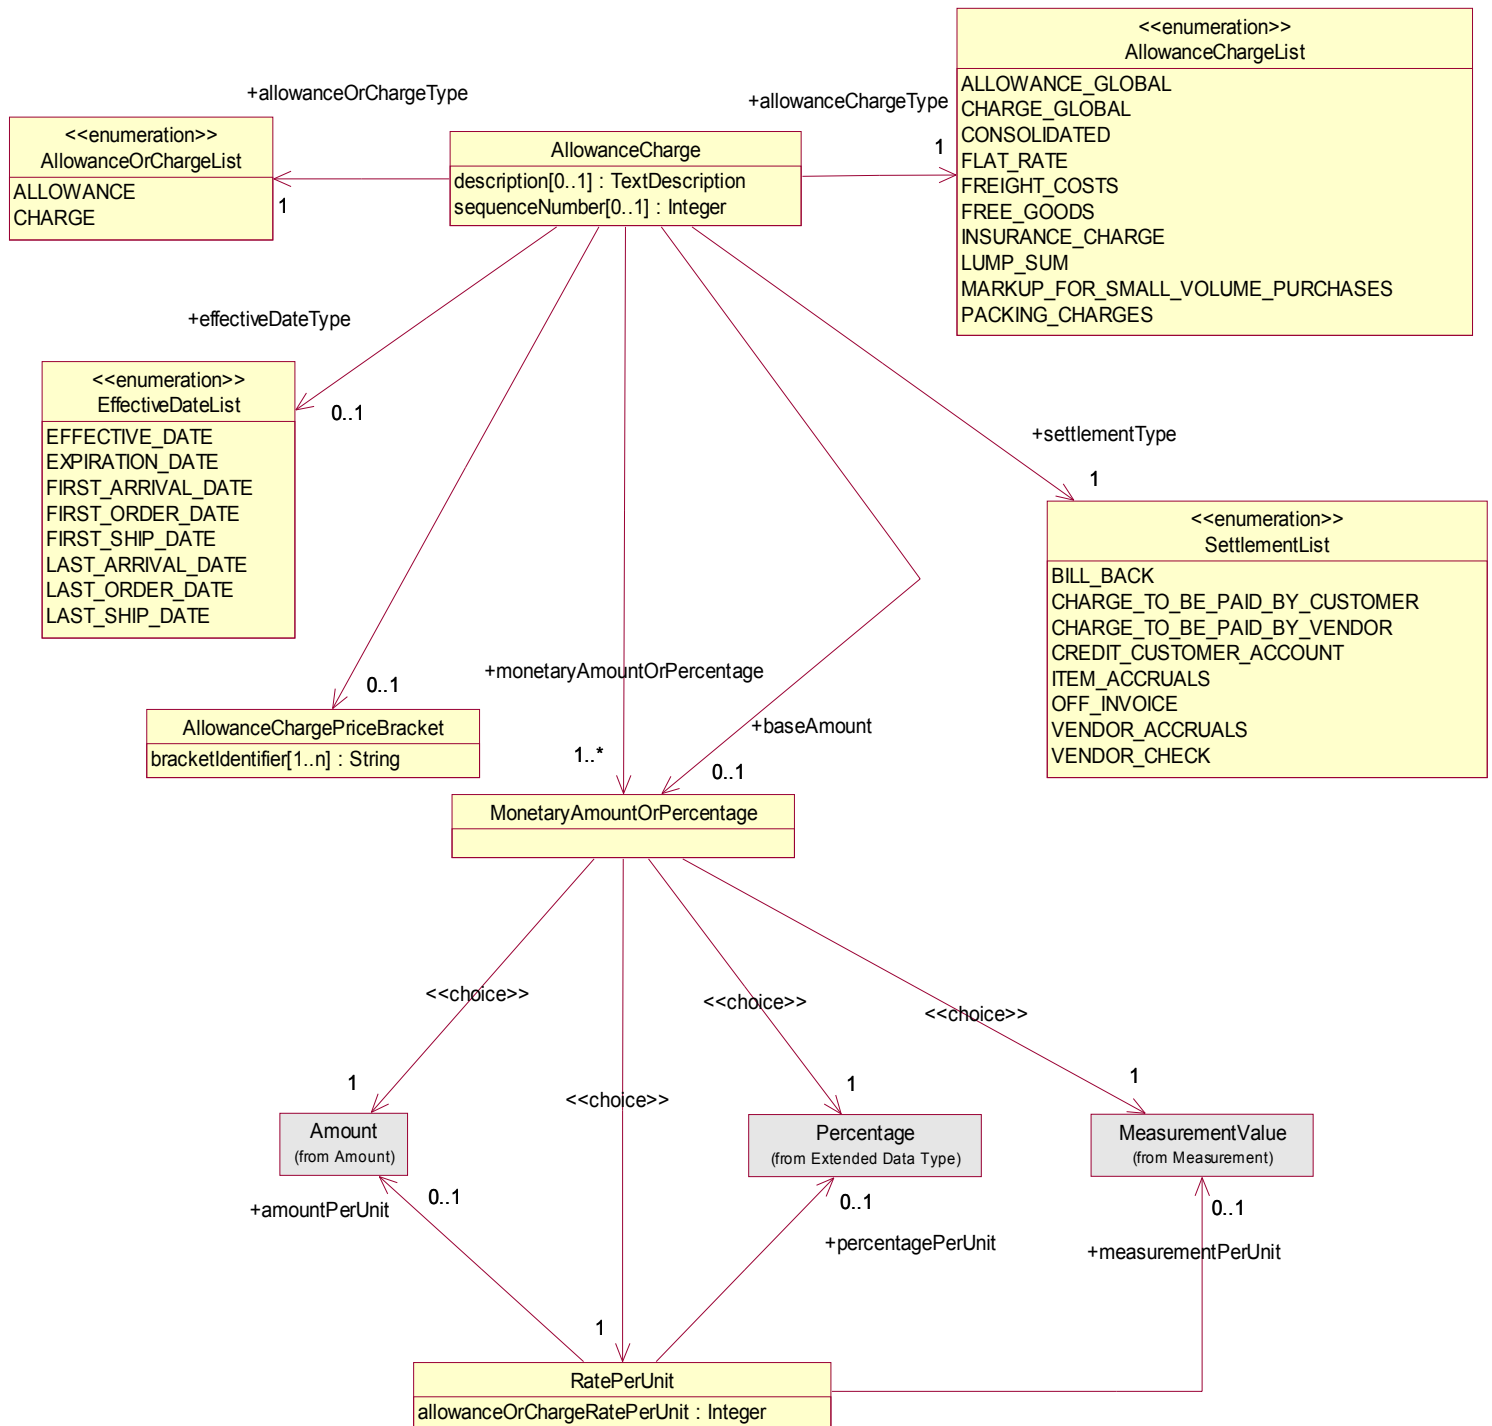 <<enumeration>>
AllowanceChargeList
ALLOWANCE_GLOBAL
CHARGE_GLOBAL
CONSOLIDATED
FLAT_RATE
FREIGHT_COSTS
FREE_GOODS
INSURANCE_CHARGE
LUMP_SUM
MARKUP_FOR_SMALL_VOLUME_PURCHASES
PACKING_CHARGES
+allowanceOrChargeType
+allowanceChargeType
1
<<enumeration>>
AllowanceOrChargeList
ALLOWANCE
CHARGE
1
AllowanceCharge
description[0..1] : TextDescription
sequenceNumber[0..1] : Integer
+effectiveDateType
0..1
<<enumeration>>
EffectiveDateList
EFFECTIVE_DATE
EXPIRATION_DATE
FIRST_ARRIVAL_DATE
FIRST_ORDER_DATE
FIRST_SHIP_DATE
LAST_ARRIVAL_DATE
LAST_ORDER_DATE
LAST_SHIP_DATE
+settlementType
1
<<enumeration>>
SettlementList
BILL_BACK
CHARGE_TO_BE_PAID_BY_CUSTOMER
CHARGE_TO_BE_PAID_BY_VENDOR
CREDIT_CUSTOMER_ACCOUNT
ITEM_ACCRUALS
OFF_INVOICE
VENDOR_ACCRUALS
VENDOR_CHECK
0..1
AllowanceChargePriceBracket
bracketIdentifier[1..n] : String
+monetaryAmountOrPercentage
1..*
+baseAmount
0..1
MonetaryAmountOrPercentage
<<choice>>
<<choice>>
<<choice>>
<<choice>>
1
1
1
Amount
(from Amount)
Percentage
(from Extended Data Type)
MeasurementValue
(from Measurement)
0..1
+amountPerUnit
0..1
+percentagePerUnit
0..1
+measurementPerUnit
1
RatePerUnit
allowanceOrChargeRatePerUnit : Integer